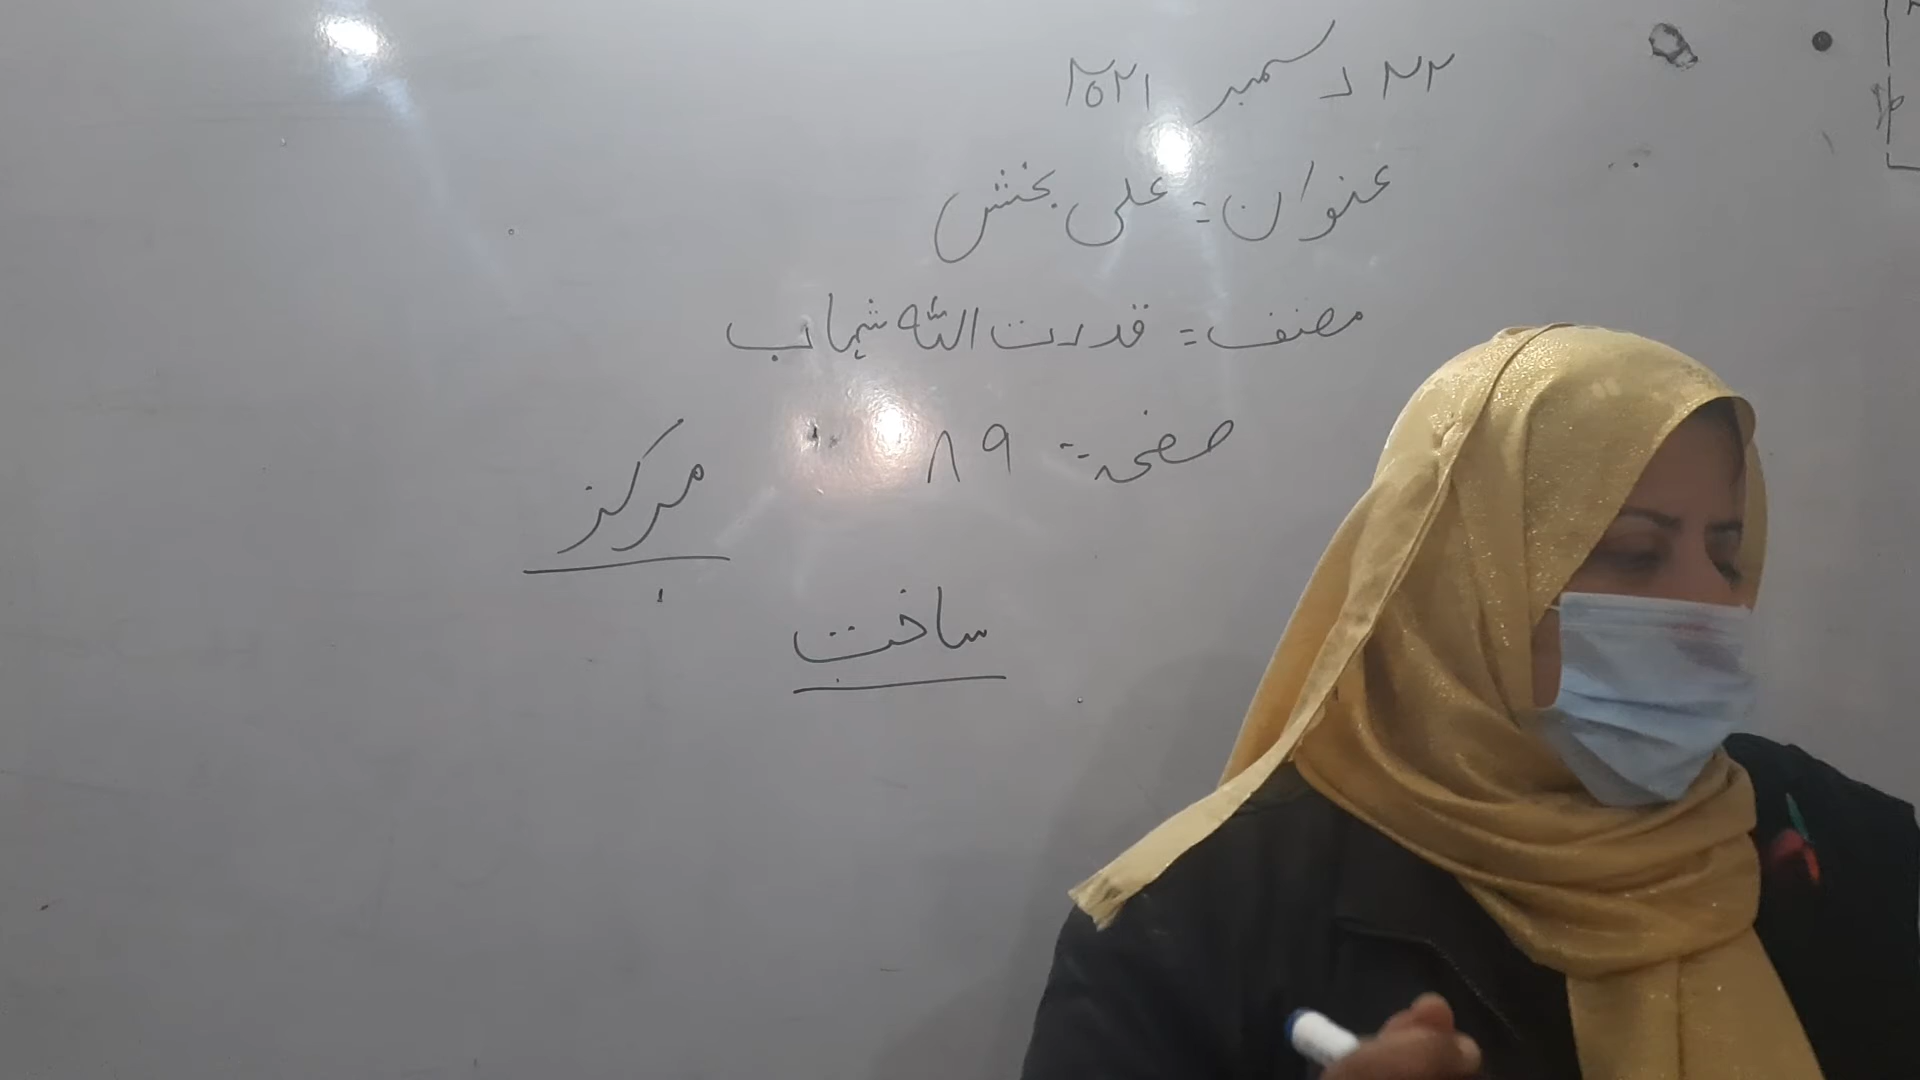 ۲۲ دسمبر ۲۰۲۱
عنوان = علی بخش
مصنف = قدرت اللہ شہاب
صفحہ = ۸۹
مرکز
ساخت